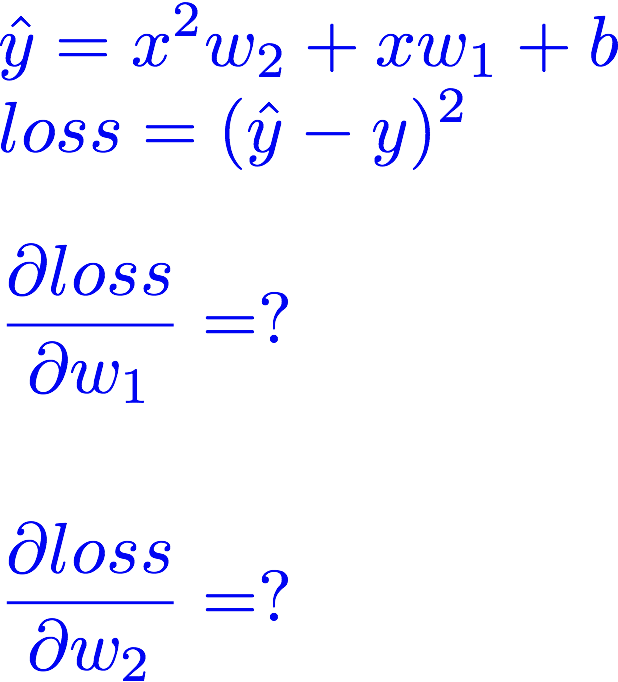 ŷ = x²w₂ + xw₁ + b
loss = (ŷ − y)²
∂loss/∂w₁ =?
∂loss/∂w₂ =?